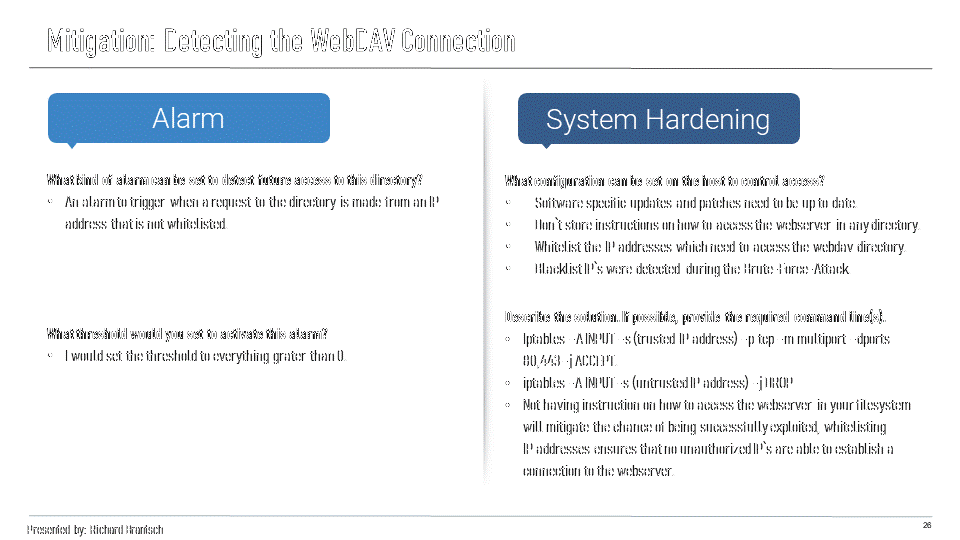 Mitigation: Detecting the WebDAV Connection
Alarm
What kind of alarm can be set to detect future access to this directory?
◦ An alarm to trigger when a request to the directory is made from an IP
address that is not whitelisted.
What threshold would you set to activate this alarm?
◦ I would set the threshold to everything grater than 0.
System Hardening
What configuration can be set on the host to control access?
◦ Software specific updates and patches need to be up to date.
◦ Don`t store instructions on how to access the webserver in any directory.
◦ Whitelist the IP addresses which need to access the webdav directory.
◦ Blacklist IP`s were detected during the Brute-Force-Attack
Describe the solution. If possible, provide the required command line(s).
◦ Iptables -A INPUT -s (trusted IP address) -p tcp -m multiport -dports
80,443 -j ACCEPT.
◦ iptables -A INPUT -s (untrusted IP address) -j DROP
◦ Not having instruction on how to access the webserver in your filesystem
will mitigate the chance of being successfully exploited, whitelisting
IP addresses ensures that no unauthorized IP`s are able to establish a
connection to the webserver.
Presented by: Richard
26